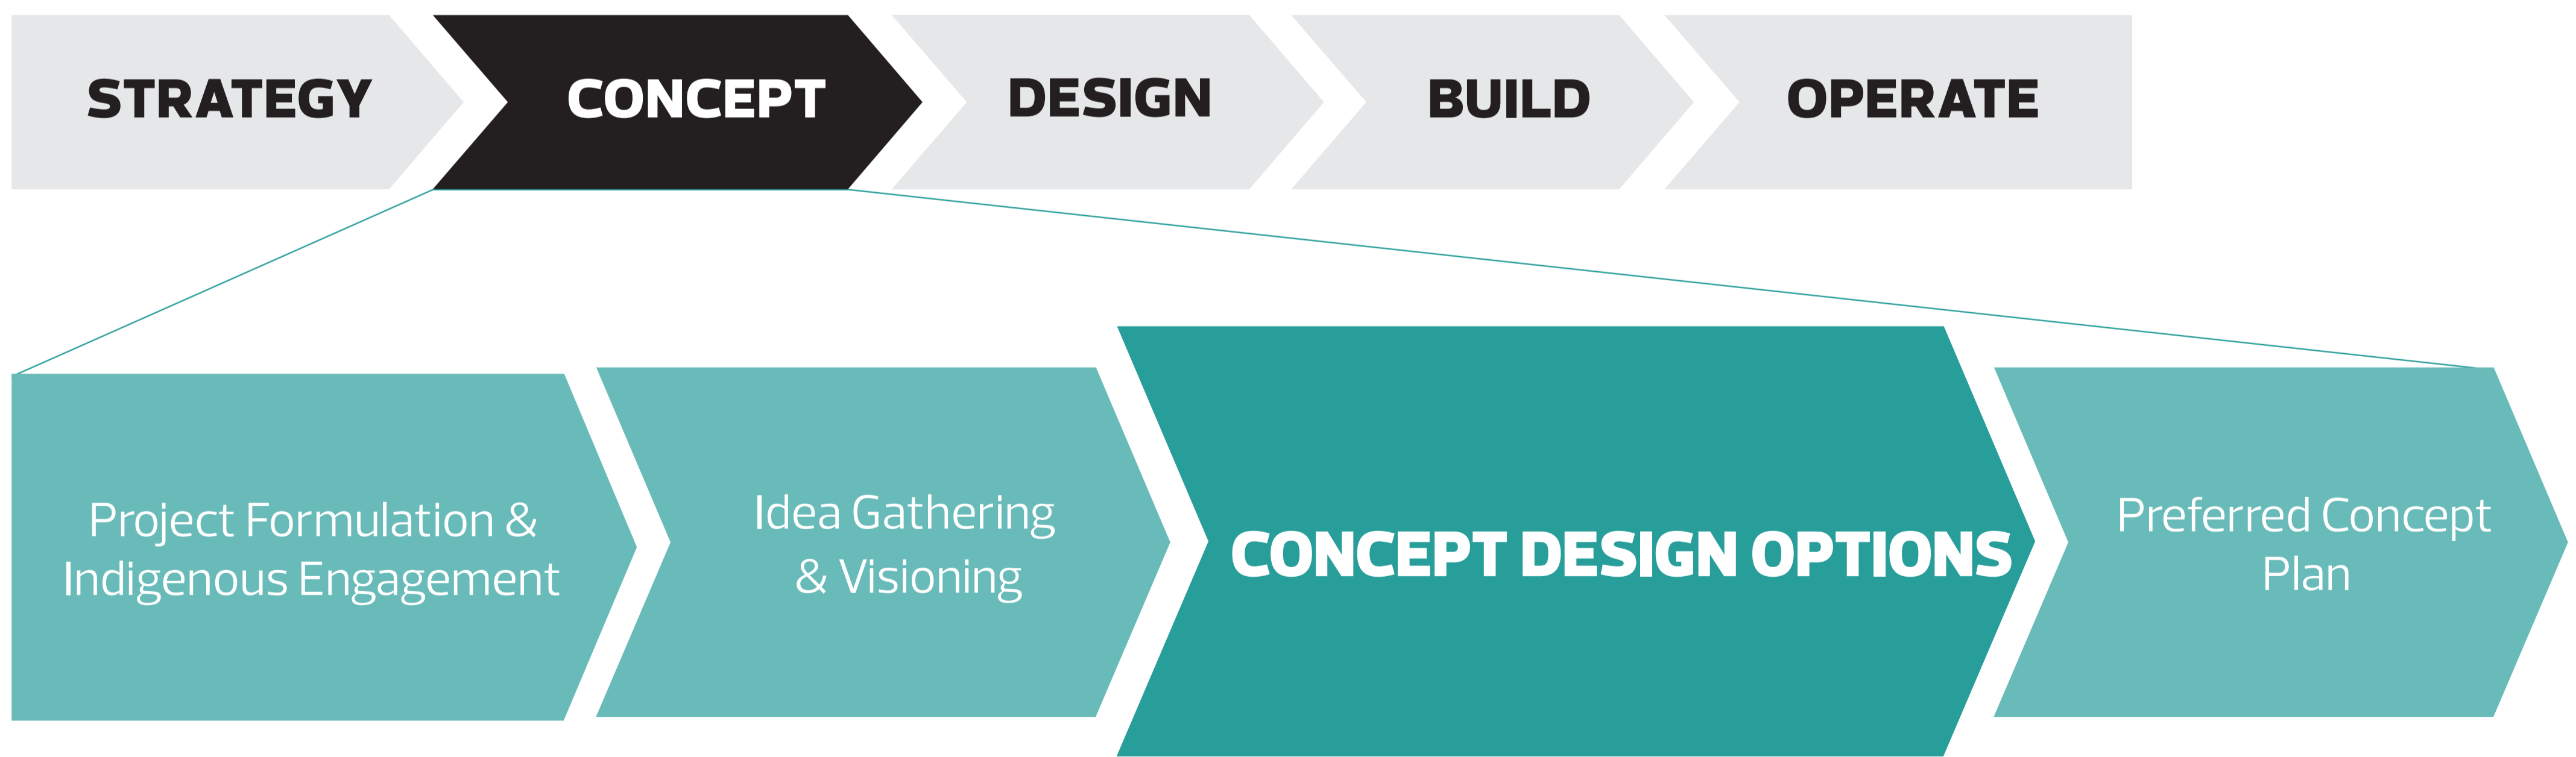 STRATEGY
CONCEPT
DESIGN
BUILD
OPERATE
Project Formulation &
Indigenous Engagement
Idea Gathering
& Visioning
CONCEPT DESIGN OPTIONS
Preferred Concept
Plan